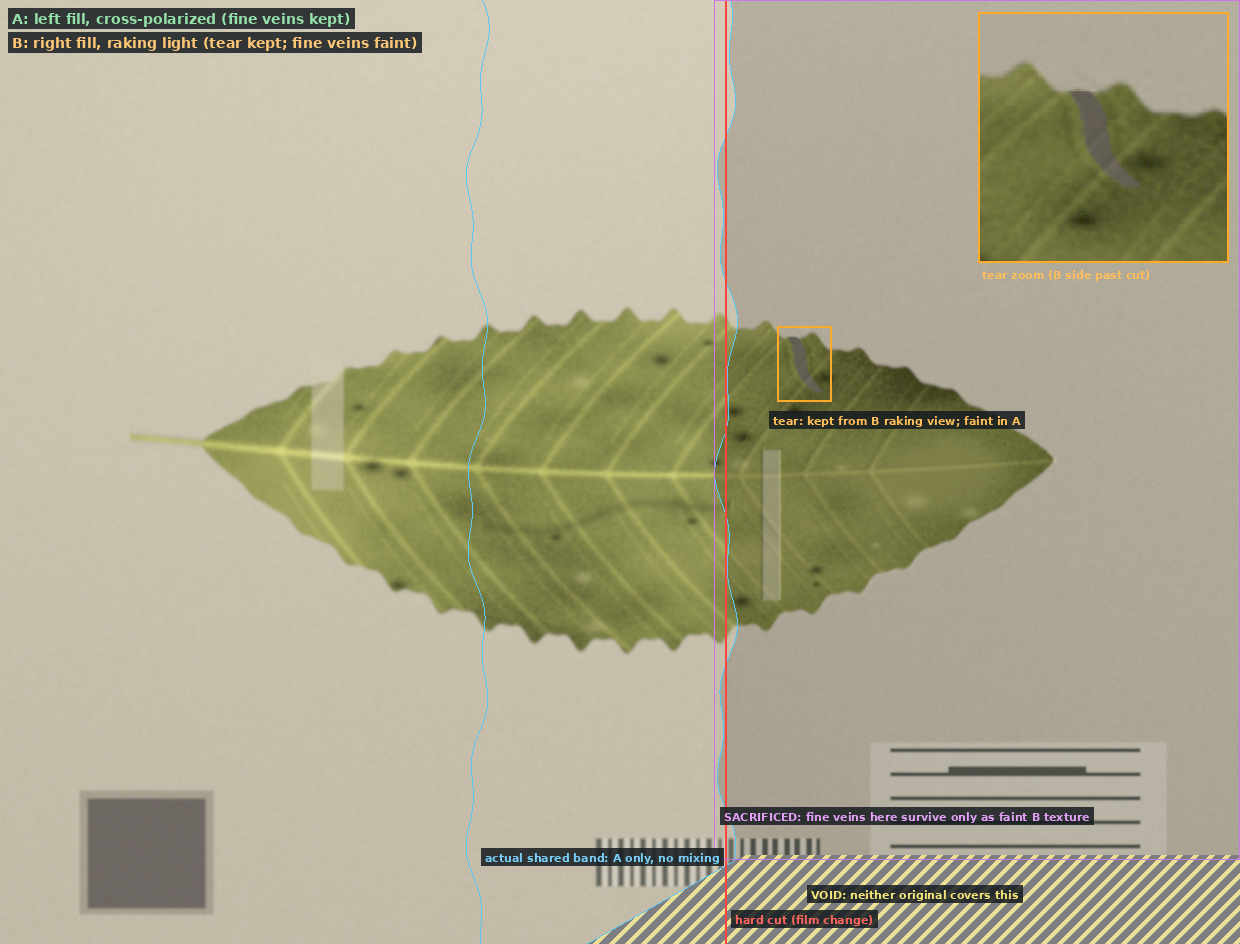 A: left fill, cross-polarized (fine veins kept)
B: right fill, raking light (tear kept; fine veins faint)
tear zoom (B side past cut)
tear: kept from B raking view; faint in A
SACRIFICED: fine veins here survive only as faint B texture
actual shared band: A only, no mixing
VOID: neither original covers this
hard cut (film change)